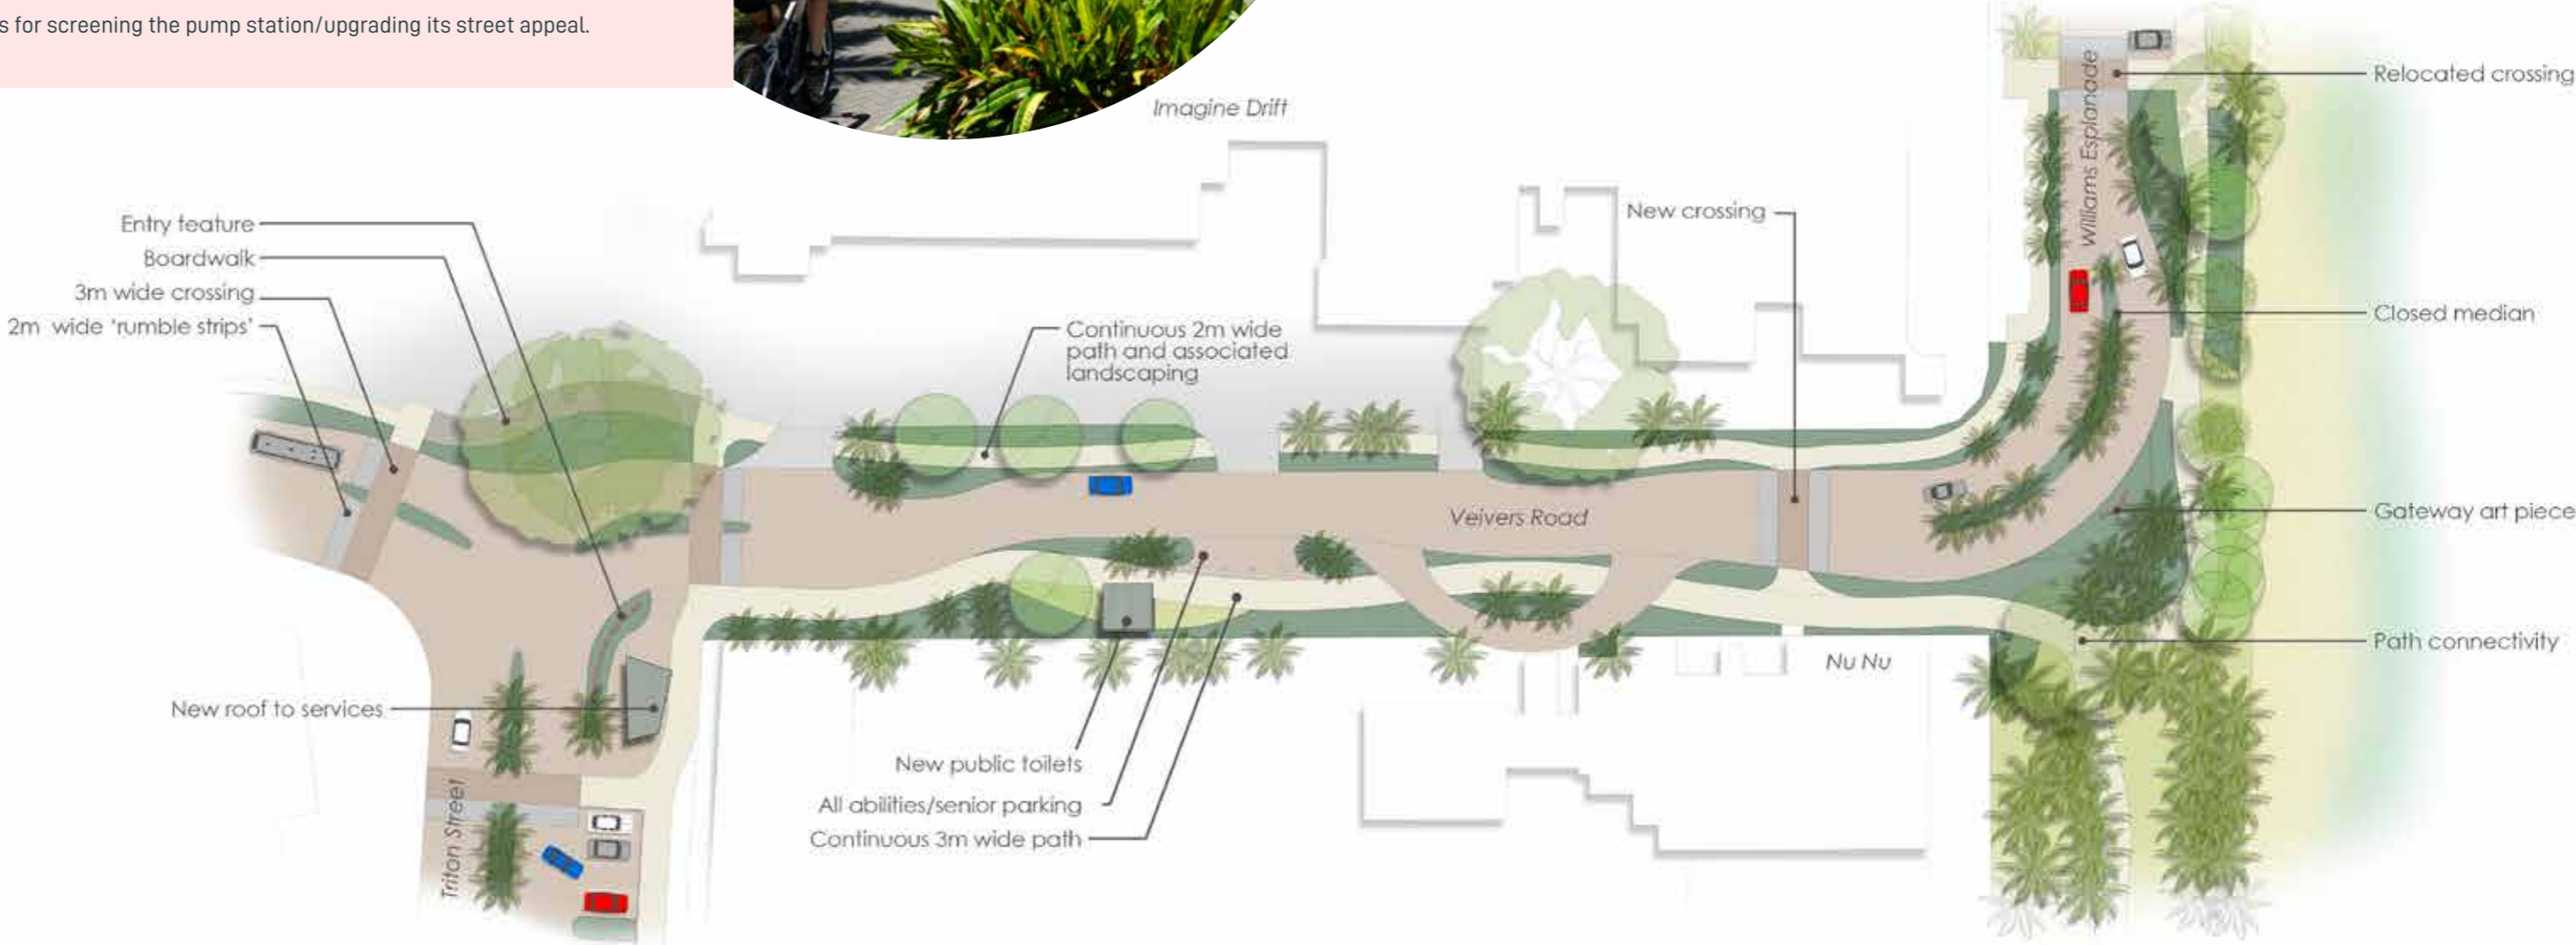 s for screening the pump station/upgrading its street appeal.
Imagine Drift
Williams Esplanade
Relocated crossing
Entry feature
Boardwalk
3m wide crossing
2m wide ‘rumble strips’
New crossing
Continuous 2m wide
path and associated
landscaping
Closed median
Veivers Road
Gateway art piece
Path connectivity
Nu Nu
New roof to services
New public toilets
All abilities/senior parking
Continuous 3m wide path
Triton Street